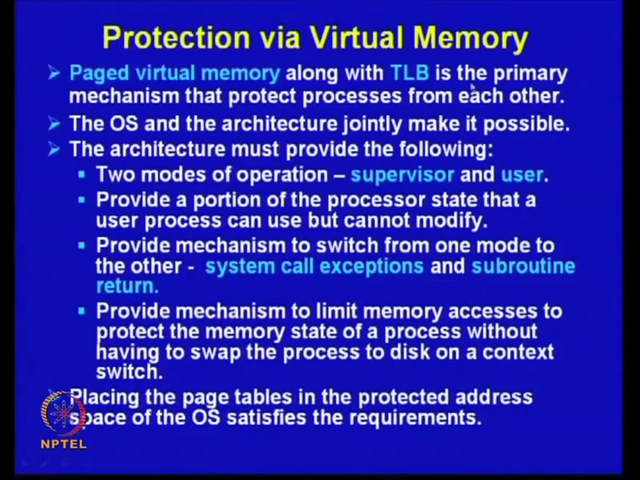 Protection via Virtual Memory
Paged virtual memory along with TLB is the primary
mechanism that protect processes from each other.
The OS and the architecture jointly make it possible.
The architecture must provide the following:
Two modes of operation – supervisor and user.
Provide a portion of the processor state that a
user process can use but cannot modify.
Provide mechanism to switch from one mode to
the other - system call exceptions and subroutine
return.
Provide mechanism to limit memory accesses to
protect the memory state of a process without
having to swap the process to disk on a context
switch.
Placing the page tables in the protected address
space of the OS satisfies the requirements.
NPTEL